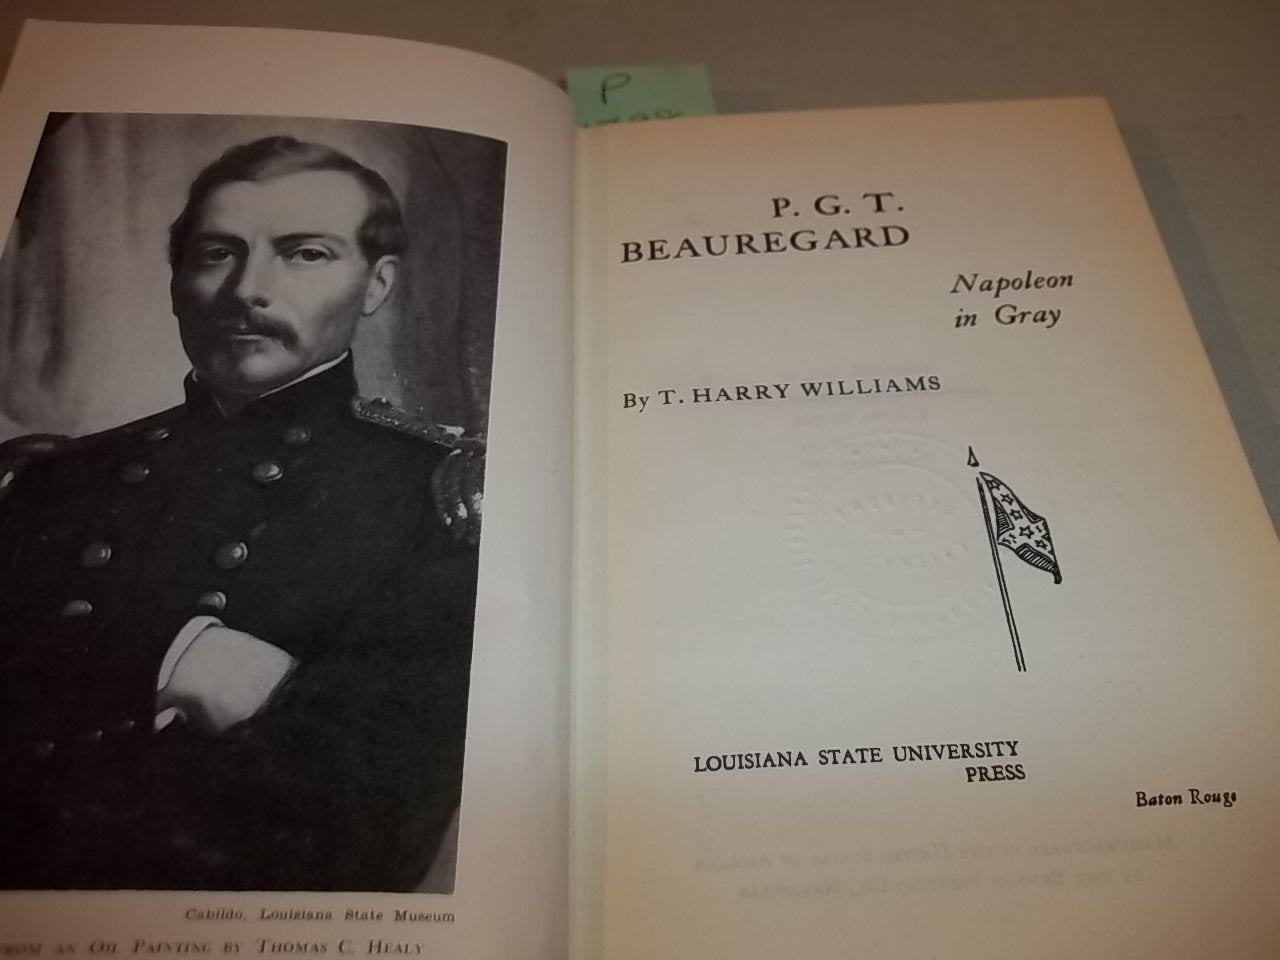 Cabildo, Louisiana State Museum
FROM AN OIL PAINTING BY THOMAS C. HEALY
P
P. G. T.
BEAUREGARD
Napoleon
in Gray
By T. HARRY WILLIAMS
LOUISIANA STATE UNIVERSITY
PRESS
Baton Rouge